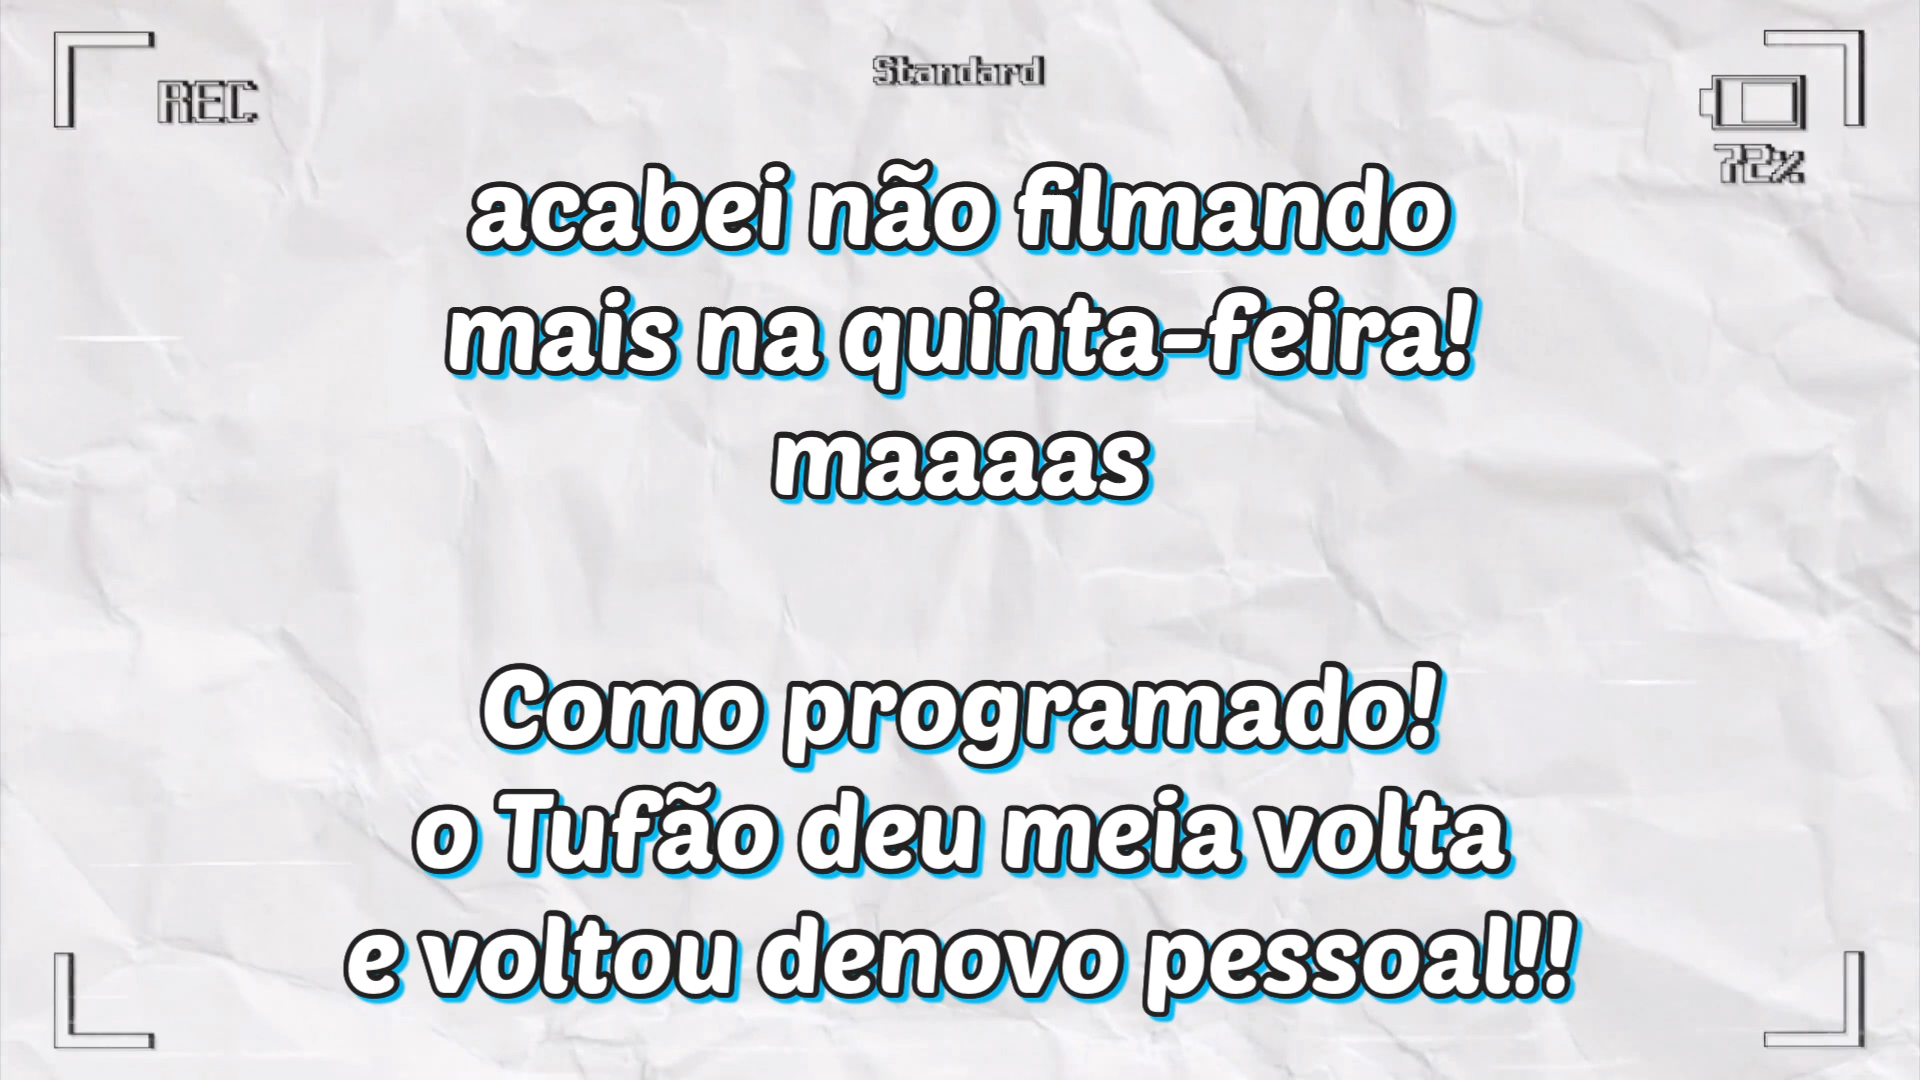 Standard
REC
72%
acabei não filmando
mais na quinta-feira!
maaaas
Como programado!
o Tufão deu meia volta
e voltou denovo pessoal!!